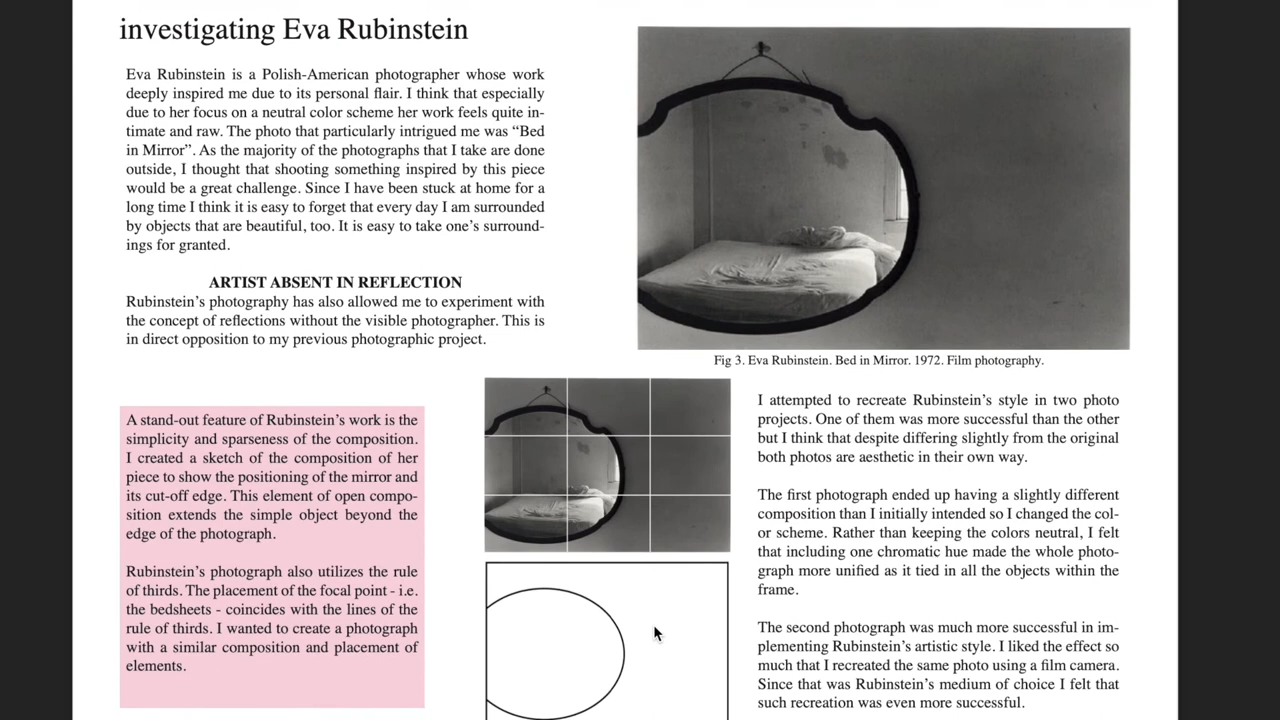 investigating Eva Rubinstein
Eva Rubinstein is a Polish-American photographer whose work
deeply inspired me due to its personal flair. I think that especially
due to her focus on a neutral color scheme her work feels quite in-
timate and raw. The photo that particularly intrigued me was “Bed
in Mirror”. As the majority of the photographs that I take are done
outside, I thought that shooting something inspired by this piece
would be a great challenge. Since I have been stuck at home for a
long time I think it is easy to forget that every day I am surrounded
by objects that are beautiful, too. It is easy to take one’s surround-
ings for granted.
ARTIST ABSENT IN REFLECTION
Rubinstein’s photography has also allowed me to experiment with
the concept of reflections without the visible photographer. This is
in direct opposition to my previous photographic project.
Fig 3. Eva Rubinstein. Bed in Mirror. 1972. Film photography.
A stand-out feature of Rubinstein’s work is the
simplicity and sparseness of the composition.
I created a sketch of the composition of her
piece to show the positioning of the mirror and
its cut-off edge. This element of open compo-
sition extends the simple object beyond the
edge of the photograph.
Rubinstein’s photograph also utilizes the rule
of thirds. The placement of the focal point - i.e.
the bedsheets - coincides with the lines of the
rule of thirds. I wanted to create a photograph
with a similar composition and placement of
elements.
I attempted to recreate Rubinstein’s style in two photo
projects. One of them was more successful than the other
but I think that despite differing slightly from the original
both photos are aesthetic in their own way.
The first photograph ended up having a slightly different
composition than I initially intended so I changed the col-
or scheme. Rather than keeping the colors neutral, I felt
that including one chromatic hue made the whole photo-
graph more unified as it tied in all the objects within the
frame.
The second photograph was much more successful in im-
plementing Rubinstein’s artistic style. I liked the effect so
much that I recreated the same photo using a film camera.
Since that was Rubinstein’s medium of choice I felt that
such recreation was even more successful.